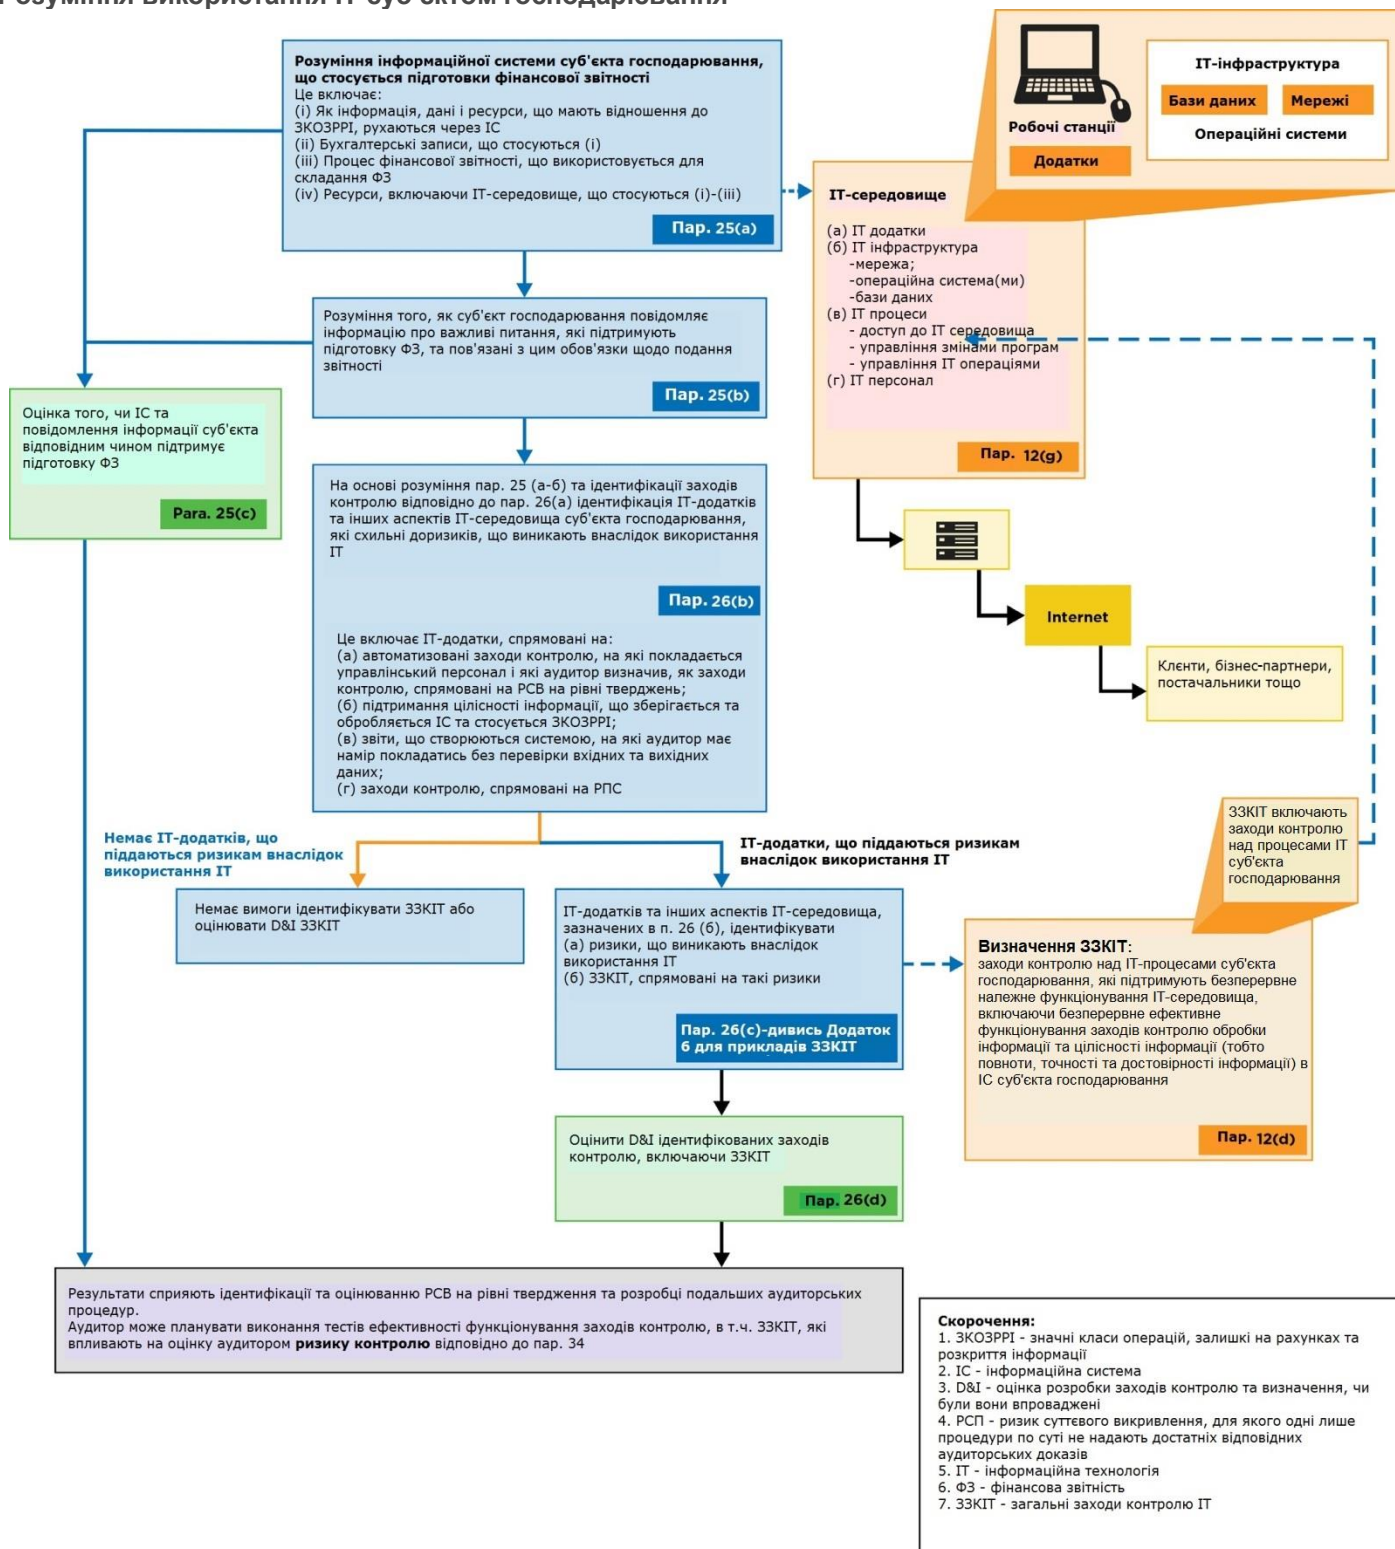 Розуміння використання ІТ суб'єктом господарювання
Розуміння інформаційної системи суб'єкта господарювання,
що стосується підготовки фінансової звітності
Це включає:
(i) Як інформація, дані і ресурси, що мають відношення до
ЗКОЗРРІ, рухаються через ІС
(ii) Бухгалтерські записи, що стосуються (i)
(iii) Процес фінансової звітності, що використовується для
складання ФЗ
(iv) Ресурси, включаючи ІТ-середовище, що стосуються (i)-(iii)
Пар. 25(a)
Робочі станції
Додатки
ІТ-інфраструктура
Бази даних
Мережі
Операційні системи
ІТ-середовище
(а) ІТ додатки
(б) ІТ інфраструктура
-мережа;
-операційна система(ми)
-бази даних
(в) ІТ процеси
- доступ до ІТ середовища
- управління змінами програм
- управління ІТ операціями
(г) ІТ персонал
Пар. 12(g)
Розуміння того, як суб'єкт господарювання повідомляє
інформацію про важливі питання, які підтримують
підготовку ФЗ, та пов'язані з цим обов'язки щодо подання
звітності
Пар. 25(b)
Оцінка того, чи ІС та
повідомлення інформації суб'єкта
відповідним чином підтримує
підготовку ФЗ
Para. 25(c)
На основі розуміння пар. 25 (а-б) та ідентифікації заходів
контролю відповідно до пар. 26(а) ідентифікація ІТ-додатків
та інших аспектів ІТ-середовища суб'єкта господарювання,
які схильні доризиків, що виникають внаслідок використання
ІТ
Пар. 26(b)
Це включає ІТ-додатки, спрямовані на:
(а) автоматизовані заходи контролю, на які покладається
управлінський персонал і які аудитор визначив, як заходи
контролю, спрямовані на РСВ на рівні тверджень;
(б) підтримання цілісності інформації, що зберігається та
обробляється ІС та стосується ЗКОЗРРІ;
(в) звіти, що створюються системою, на які аудитор має
намір покладатись без перевірки вхідних та вихідних
даних;
(г) заходи контролю, спрямовані на РПС
Internet
Клєнти, бізнес-партнери,
постачальники тощо
Немає ІТ-додатків, що
піддаються ризикам внаслідок
використання ІТ
ІТ-додатки, що піддаються ризикам
внаслідок використання ІТ
Немає вимоги ідентифікувати ЗЗКІТ або
оцінювати D&I ЗЗКІТ
ІТ-додатків та інших аспектів ІТ-середовища,
зазначених в п. 26 (б), ідентифікувати
(а) ризики, що виникають внаслідок
використання ІТ
(б) ЗЗКІТ, спрямовані на такі ризики
Пар. 26(c)-дивись Додаток
6 для прикладів ЗЗКІТ
ЗЗКІТ включають
заходи контролю
над процесами ІТ
суб'єкта
господарювання
Визначення ЗЗКІТ:
заходи контролю над ІТ-процесами суб'єкта
господарювання, які підтримують безперервне
належне функціонування ІТ-середовища,
включаючи безперервне ефективне
функціонування заходів контролю обробки
інформації та цілісності інформації (тобто
повноти, точності та достовірності інформації) в
ІС суб'єкта господарювання
Пар. 12(d)
Оцінити D&I ідентифікованих заходів
контролю, включаючи ЗЗКІТ
Пар. 26(d)
Результати сприяють ідентифікації та оцінюванню РСВ на рівні твердження та розробці подальших аудиторських
процедур.
Аудитор може планувати виконання тестів ефективності функціонування заходів контролю, в т.ч. ЗЗКІТ, які
впливають на оцінку аудитором ризику контролю відповідно до пар. 34
Скорочення:
1. ЗКОЗРРІ - значні класи операцій, залишкі на рахунках та
розкриття інформації
2. ІС - інформаційна система
3. D&I - оцінка розробки заходів контролю та визначення, чи
були вони впроваджені
4. РСП - ризик суттєвого викривлення, для якого одні лише
процедури по суті не надають достатніх відповідних
аудиторських доказів
5. ІТ - інформаційна технологія
6. ФЗ - фінансова звітність
7. ЗЗКІТ - загальні заходи контролю ІТ